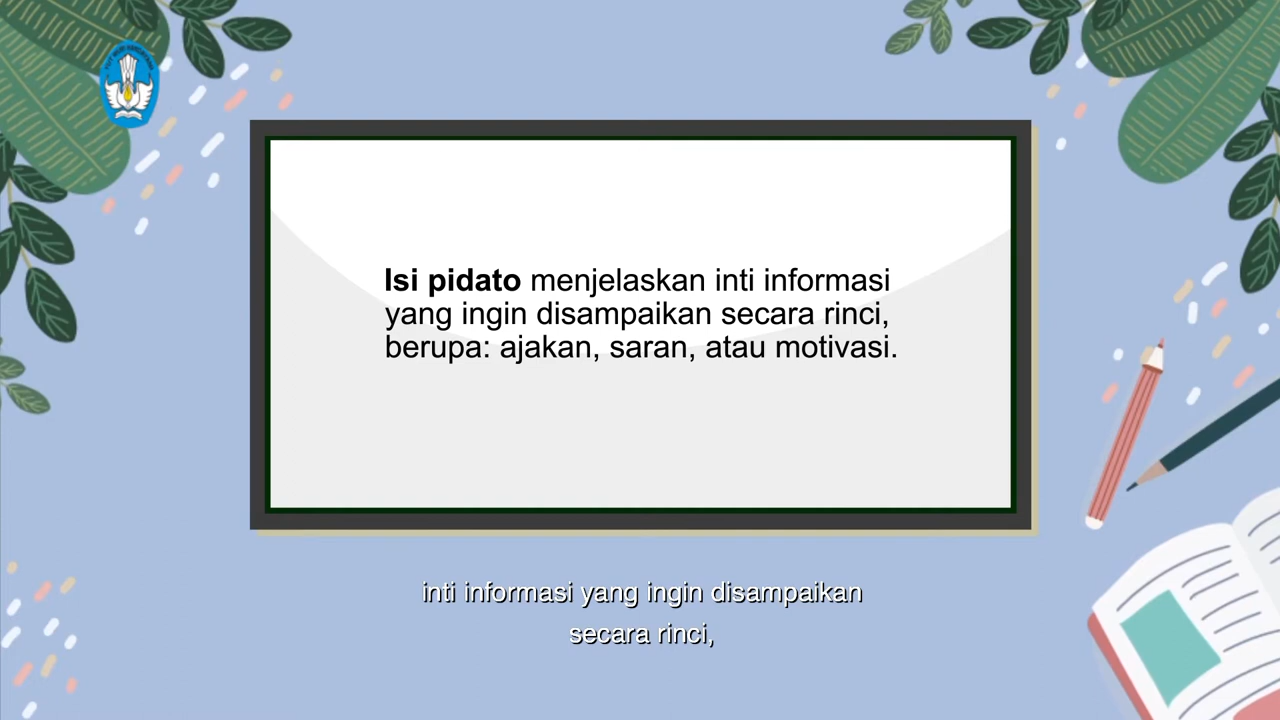 Isi pidato menjelaskan inti informasi
yang ingin disampaikan secara rinci,
berupa: ajakan, saran, atau motivasi.
inti informasi yang ingin disampaikan
secara rinci,